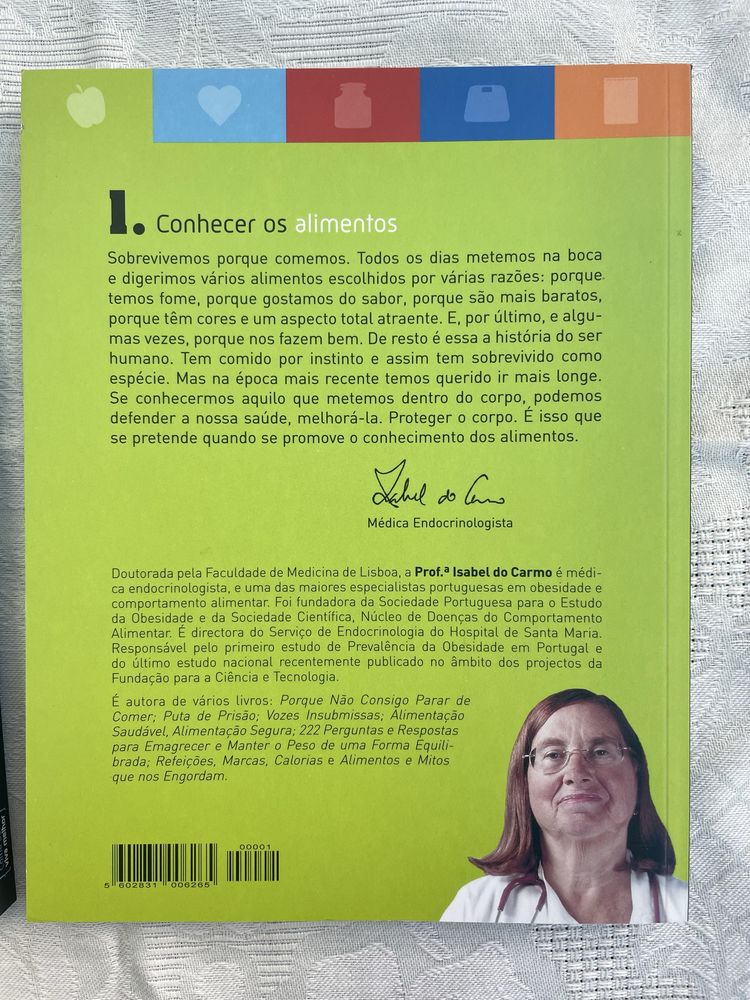 1. Conhecer os alimentos
Sobrevivemos porque comemos. Todos os dias metemos na boca
e digerimos vários alimentos escolhidos por várias razões: porque
temos fome, porque gostamos do sabor, porque são mais baratos,
porque têm cores e um aspecto total atraente. E, por último, e algu-
mas vezes, porque nos fazem bem. De resto é essa a história do ser
humano. Tem comido por instinto e assim tem sobrevivido como
espécie. Mas na época mais recente temos querido ir mais longe.
Se conhecermos aquilo que metemos dentro do corpo, podemos
defender a nossa saúde, melhorá-la. Proteger o corpo. É isso que
se pretende quando se promove o conhecimento dos alimentos.
Isabel do Carmo
Médica Endocrinologista
Doutorada pela Faculdade de Medicina de Lisboa, a Prof.ª Isabel do Carmo é médi-
ca endocrinologista, e uma das maiores especialistas portuguesas em obesidade e
comportamento alimentar. Foi fundadora da Sociedade Portuguesa para o Estudo
da Obesidade e da Sociedade Científica, Núcleo de Doenças do Comportamento
Alimentar. É directora do Serviço de Endocrinologia do Hospital de Santa Maria.
Responsável pelo primeiro estudo de Prevalência da Obesidade em Portugal e
do último estudo nacional recentemente publicado no âmbito dos projectos da
Fundação para a Ciência e Tecnologia.
É autora de vários livros: Porque Não Consigo Parar de
Comer; Puta de Prisão; Vozes Insubmissas; Alimentação
Saudável, Alimentação Segura; 222 Perguntas e Respostas
para Emagrecer e Manter o Peso de uma Forma Equili-
brada; Refeições, Marcas, Calorias e Alimentos e Mitos
que nos Engordam.
00001
5 602831 006265
viva melhor